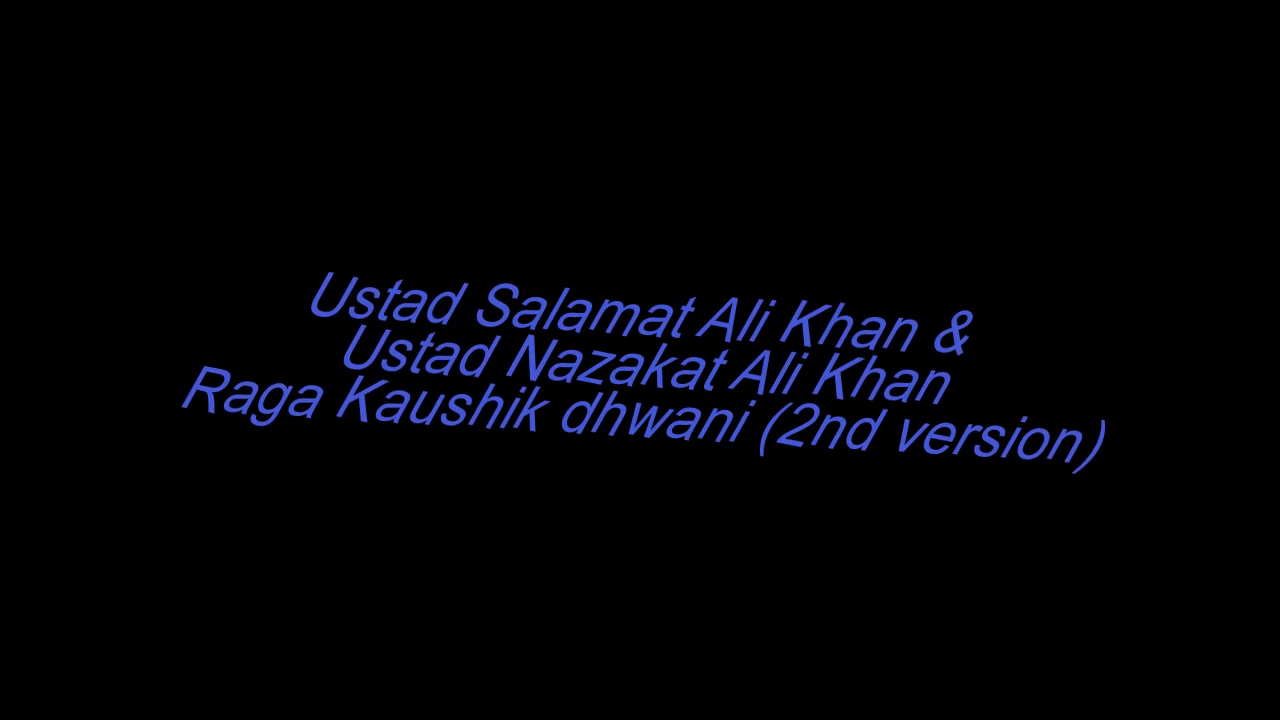 Ustad Salamat Ali Khan &
Ustad Nazakat Ali Khan
Raga Kaushik dhwani (2nd version)